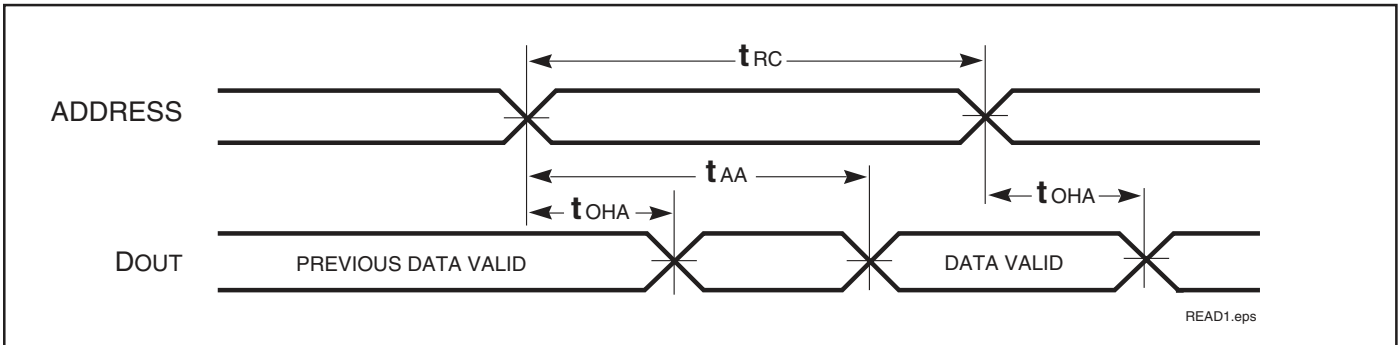 tRC
ADDRESS
tAA
tOHA
tOHA
DOUT
PREVIOUS DATA VALID
DATA VALID
READ1.eps